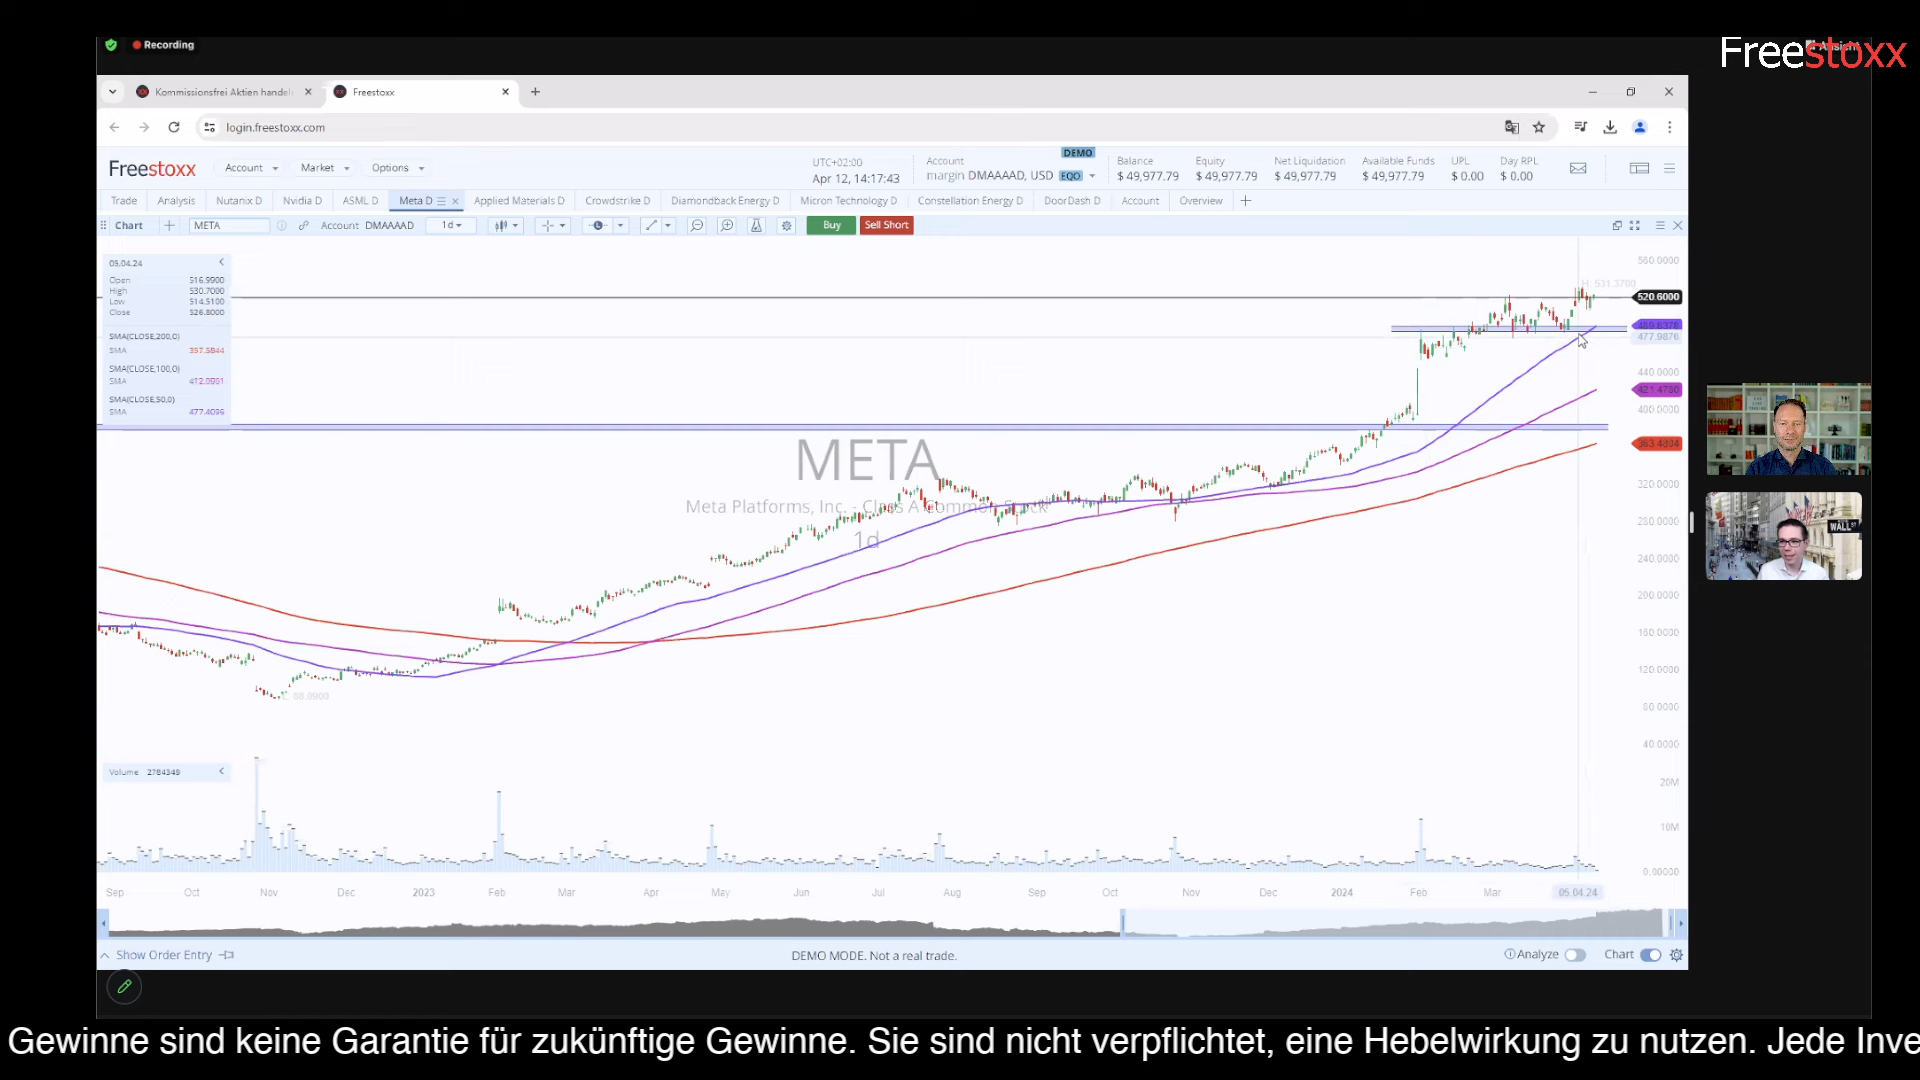 Recording
Freestoxx
Kommissionsfrei Aktien handeln
Freestoxx
login.freestoxx.com
Freestoxx
Account
Market
Options
UTC+02:00
Apr 12, 14:17:43
Account
DEMO
margin DMAAAAD, USD EQO
Balance
$ 49,977.79
Equity
$ 49,977.79
Net Liquidation
$ 49,977.79
Available Funds
$ 49,977.79
UPL
$ 0.00
Day RPL
$ 0.00
Trade
Analysis
Nutanix D
Nvidia D
ASML D
Meta D
Applied Materials D
Crowdstrike D
Diamondback Energy D
Micron Technology D
Constellation Energy D
DoorDash D
Account
Overview
Chart
META
Account DMAAAAD
1d
Buy
Sell Short
05.04.24
Open 516.9900
High 530.7000
Low 514.5100
Close 526.8000
SMA(CLOSE,200,0)
SMA 357.5844
SMA(CLOSE,100,0)
SMA
SMA(CLOSE,50,0)
SMA 477.4096
H: 531.3700
560.0000
520.6000
477.9876
440.0000
421.4780
400.0000
320.0000
280.0000
240.0000
200.0000
160.0000
120.0000
80.0000
40.0000
META
Meta Platforms, Inc. - Class A Common Stock
1d
Volume 2784349
20M
10M
0.00000
Sep Oct Nov Dec 2023 Feb Mar Apr May Jun Jul Aug Sep Oct Nov Dec 2024 Feb Mar 05.04.24
Show Order Entry
DEMO MODE. Not a real trade.
Analyze
Chart
WALL ST
Gewinne sind keine Garantie für zukünftige Gewinne. Sie sind nicht verpflichtet, eine Hebelwirkung zu nutzen. Jede Inve